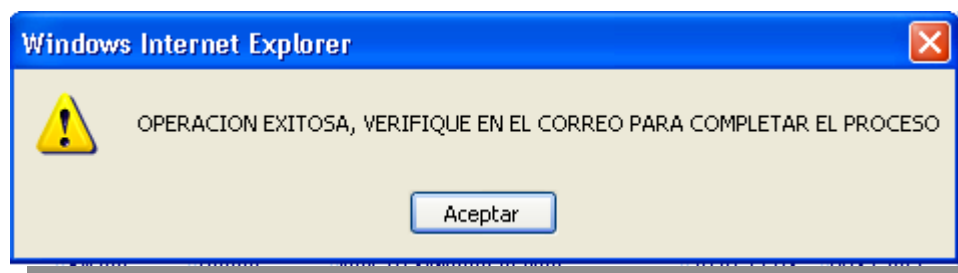 Windows Internet Explorer
OPERACION EXITOSA, VERIFIQUE EN EL CORREO PARA COMPLETAR EL PROCESO
Aceptar